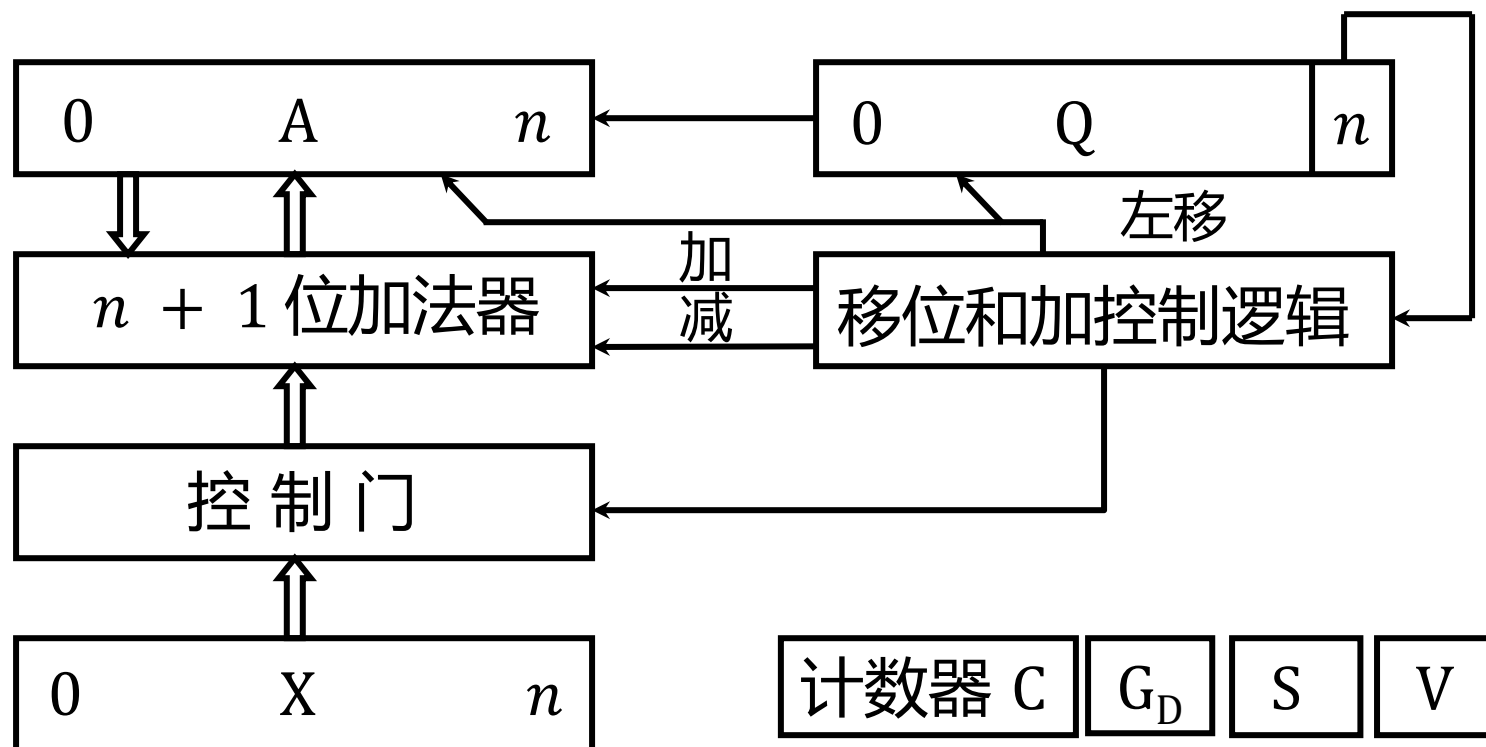 0 A n
0 Q n
左移
加
减
n + 1 位加法器
移位和加控制逻辑
控 制 门
0 X n
计数器 C
G_D
S
V